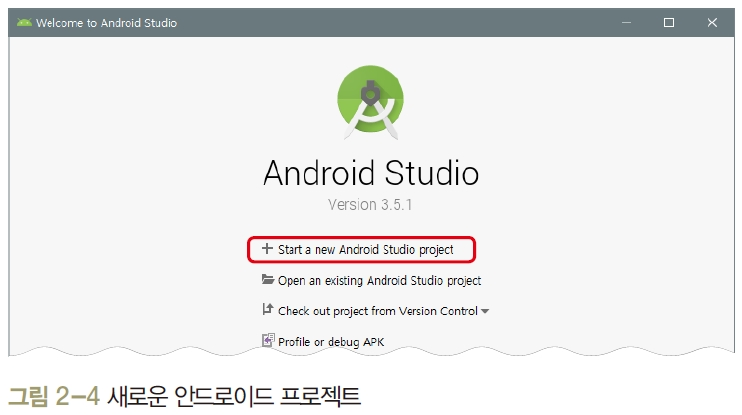 Welcome to Android Studio
Android Studio
Version 3.5.1
Start a new Android Studio project
Open an existing Android Studio project
Check out project from Version Control
Profile or debug APK
그림 2-4 새로운 안드로이드 프로젝트